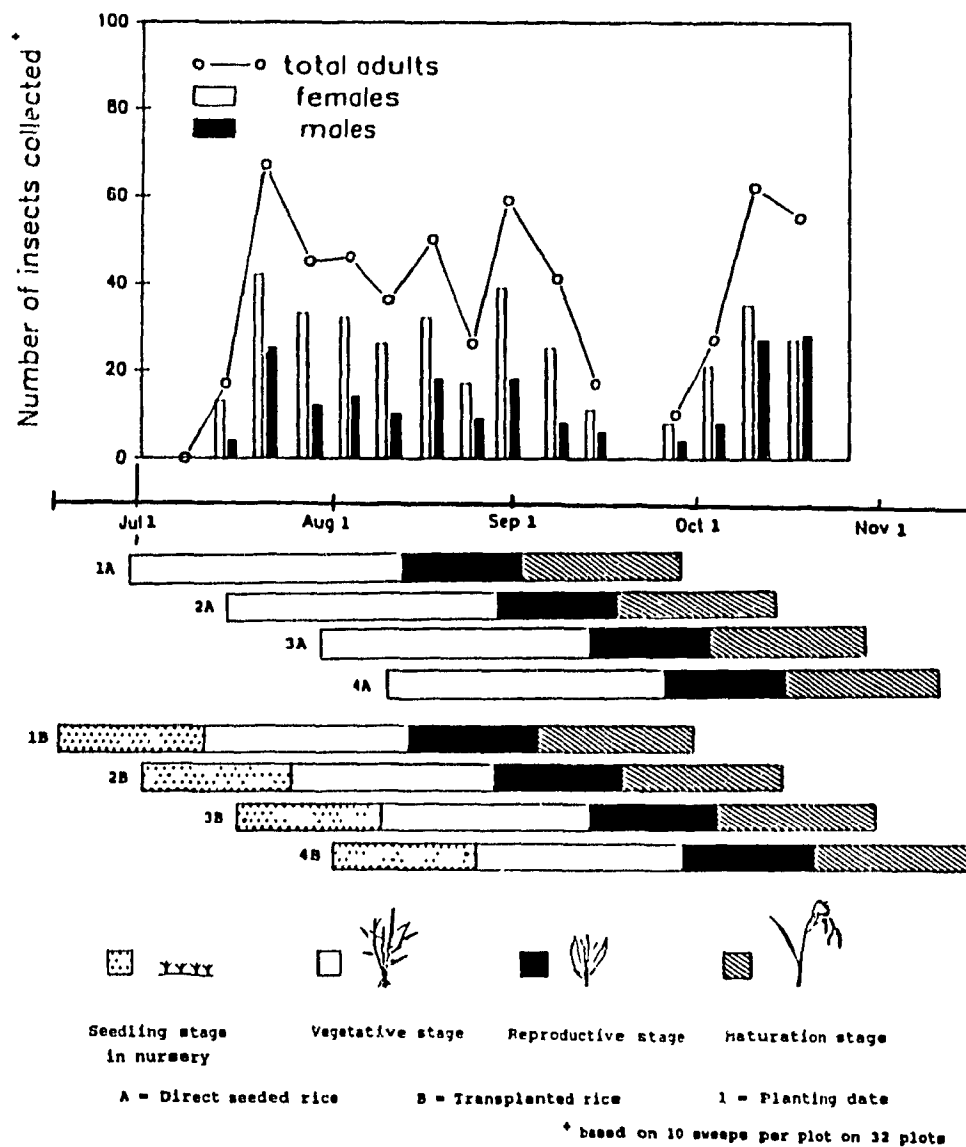 Number of insects collected +
100
80
60
40
20
0
total adults
females
males
Jul 1
Aug 1
Sep 1
Oct 1
Nov 1
1A
2A
3A
4A
1B
2B
3B
4B
Seedling stage
in nursery
Vegetative stage
Reproductive stage
Maturation stage
A = Direct seeded rice
B = Transplanted rice
1 = Planting date
+ based on 10 sweeps per plot on 32 plots